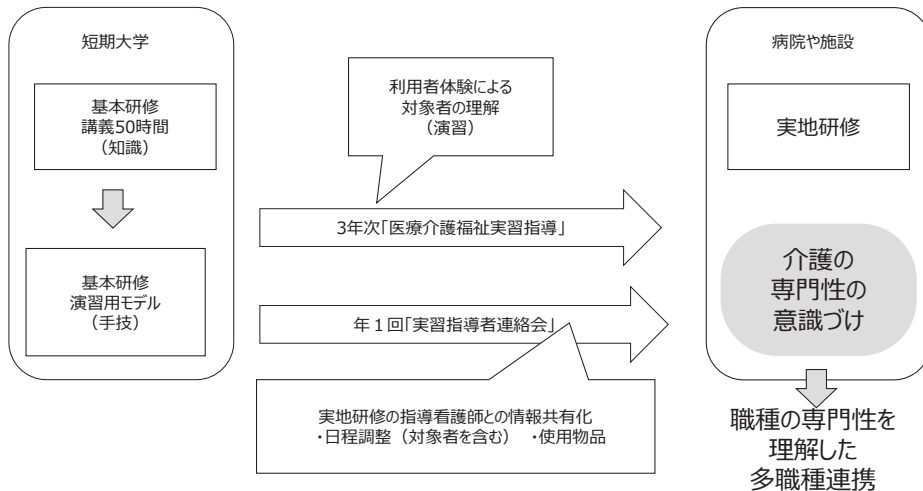 短期大学
基本研修
講義50時間
（知識）
基本研修
演習用モデル
（手技）
利用者体験による
対象者の理解
（演習）
3年次「医療介護福祉実習指導」
年１回「実習指導者連絡会」
実地研修の指導看護師との情報共有化
・日程調整（対象者を含む）　・使用物品
病院や施設
実地研修
介護の
専門性の
意識づけ
職種の専門性を
理解した
多職種連携